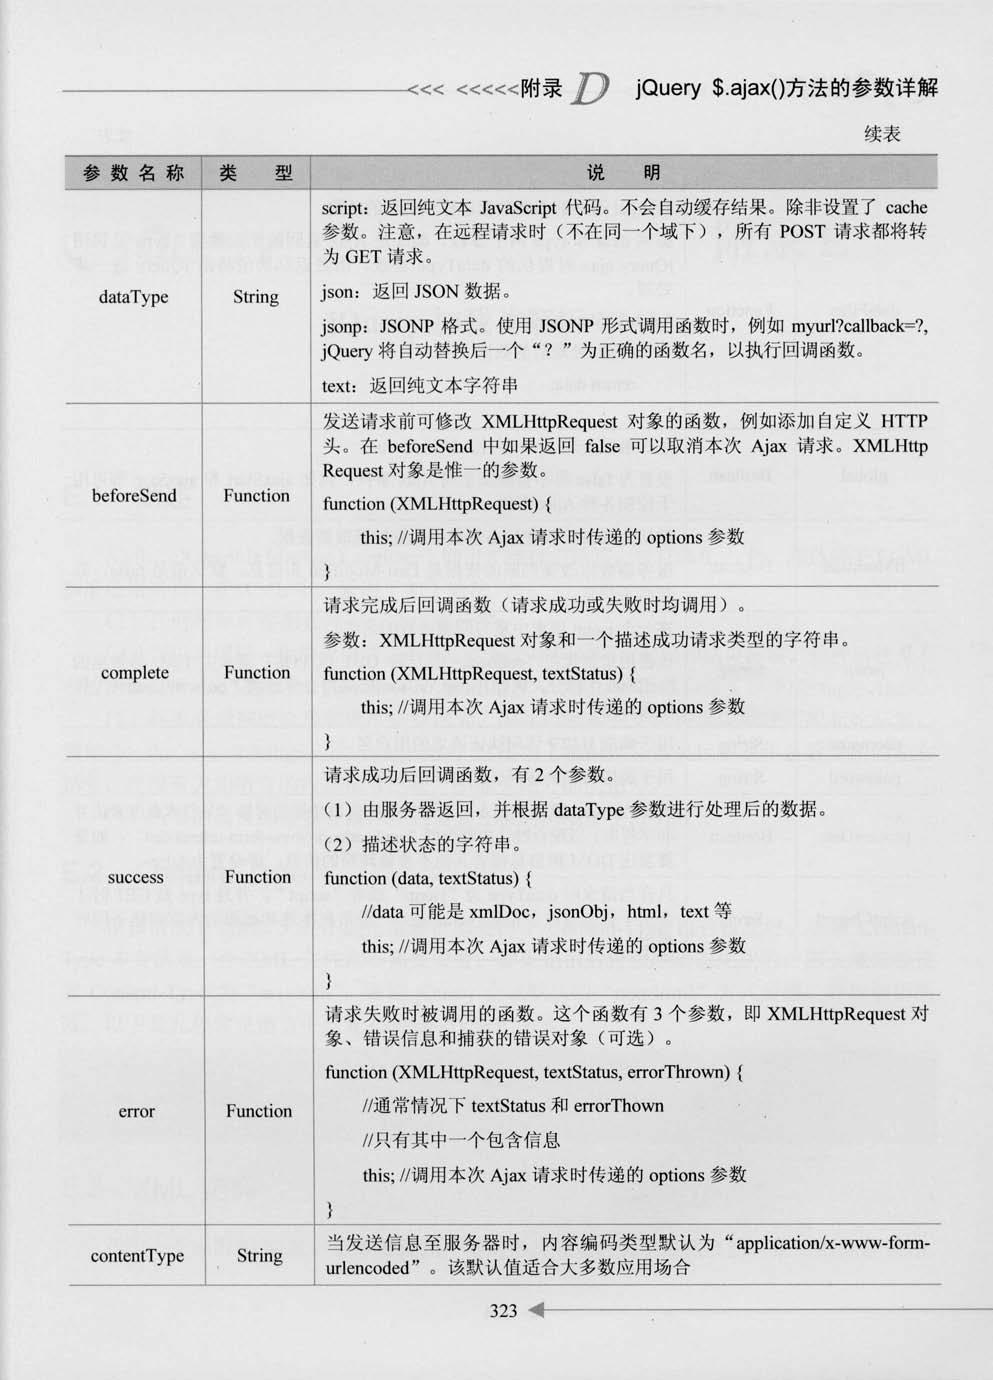 <<< <<<<<附录 D jQuery $.ajax()方法的参数详解
续表
参 数 名 称 类 型 说 明
dataType String
script：返回纯文本 JavaScript 代码。不会自动缓存结果。除非设置了 cache
参数。注意，在远程请求时（不在同一个域下），所有 POST 请求都将转
为 GET 请求。
json：返回 JSON 数据。
jsonp：JSONP 格式。使用 JSONP 形式调用函数时，例如 myurl?callback=?,
jQuery 将自动替换后一个“？”为正确的函数名，以执行回调函数。
text：返回纯文本字符串
beforeSend Function
发送请求前可修改 XMLHttpRequest 对象的函数，例如添加自定义 HTTP
头。在 beforeSend 中如果返回 false 可以取消本次 Ajax 请求。XMLHttp
Request 对象是惟一的参数。
function (XMLHttpRequest) {
this; //调用本次 Ajax 请求时传递的 options 参数
}
complete Function
请求完成后回调函数（请求成功或失败时均调用）。
参数：XMLHttpRequest 对象和一个描述成功请求类型的字符串。
function (XMLHttpRequest, textStatus) {
this; //调用本次 Ajax 请求时传递的 options 参数
}
success Function
请求成功后回调函数，有 2 个参数。
（1）由服务器返回，并根据 dataType 参数进行处理后的数据。
（2）描述状态的字符串。
function (data, textStatus) {
//data 可能是 xmlDoc，jsonObj，html，text 等
this; //调用本次 Ajax 请求时传递的 options 参数
}
error Function
请求失败时被调用的函数。这个函数有 3 个参数，即 XMLHttpRequest 对
象、错误信息和捕获的错误对象（可选）。
function (XMLHttpRequest, textStatus, errorThrown) {
//通常情况下 textStatus 和 errorThown
//只有其中一个包含信息
this; //调用本次 Ajax 请求时传递的 options 参数
}
contentType String
当发送信息至服务器时，内容编码类型默认为“application/x-www-form-
urlencoded”。该默认值适合大多数应用场合
323